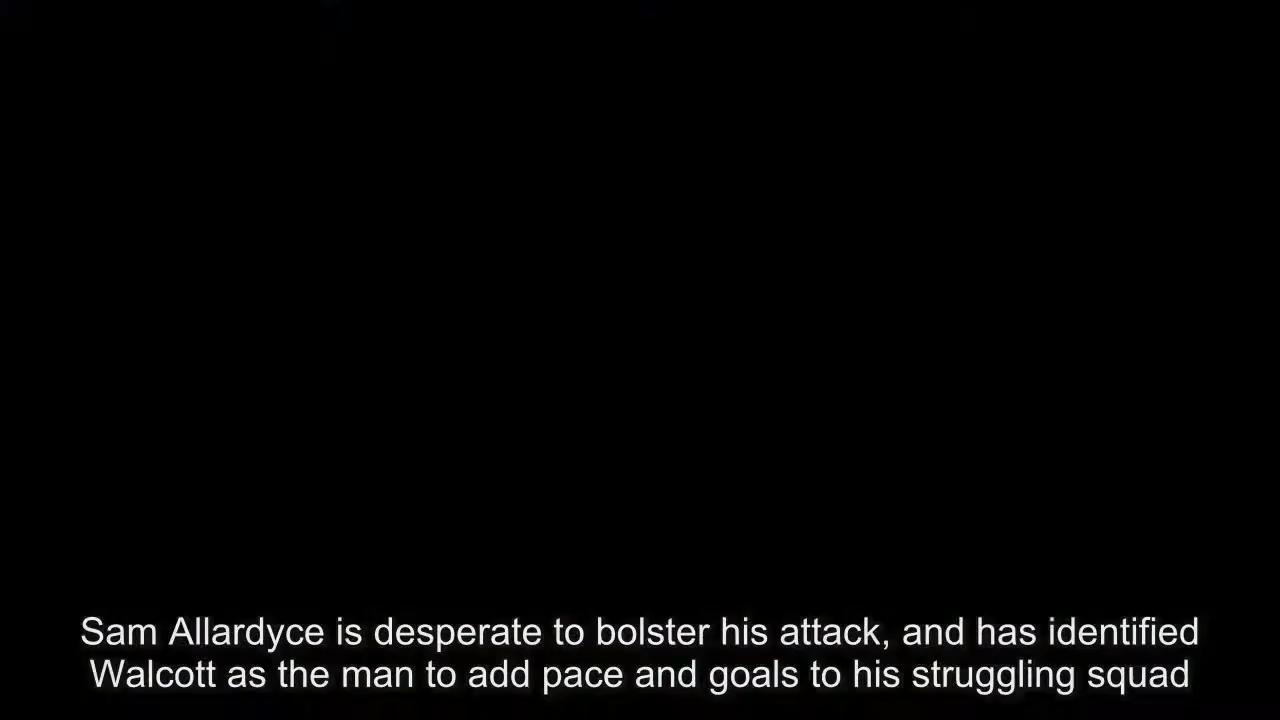 Sam Allardyce is desperate to bolster his attack, and has identified
Walcott as the man to add pace and goals to his struggling squad